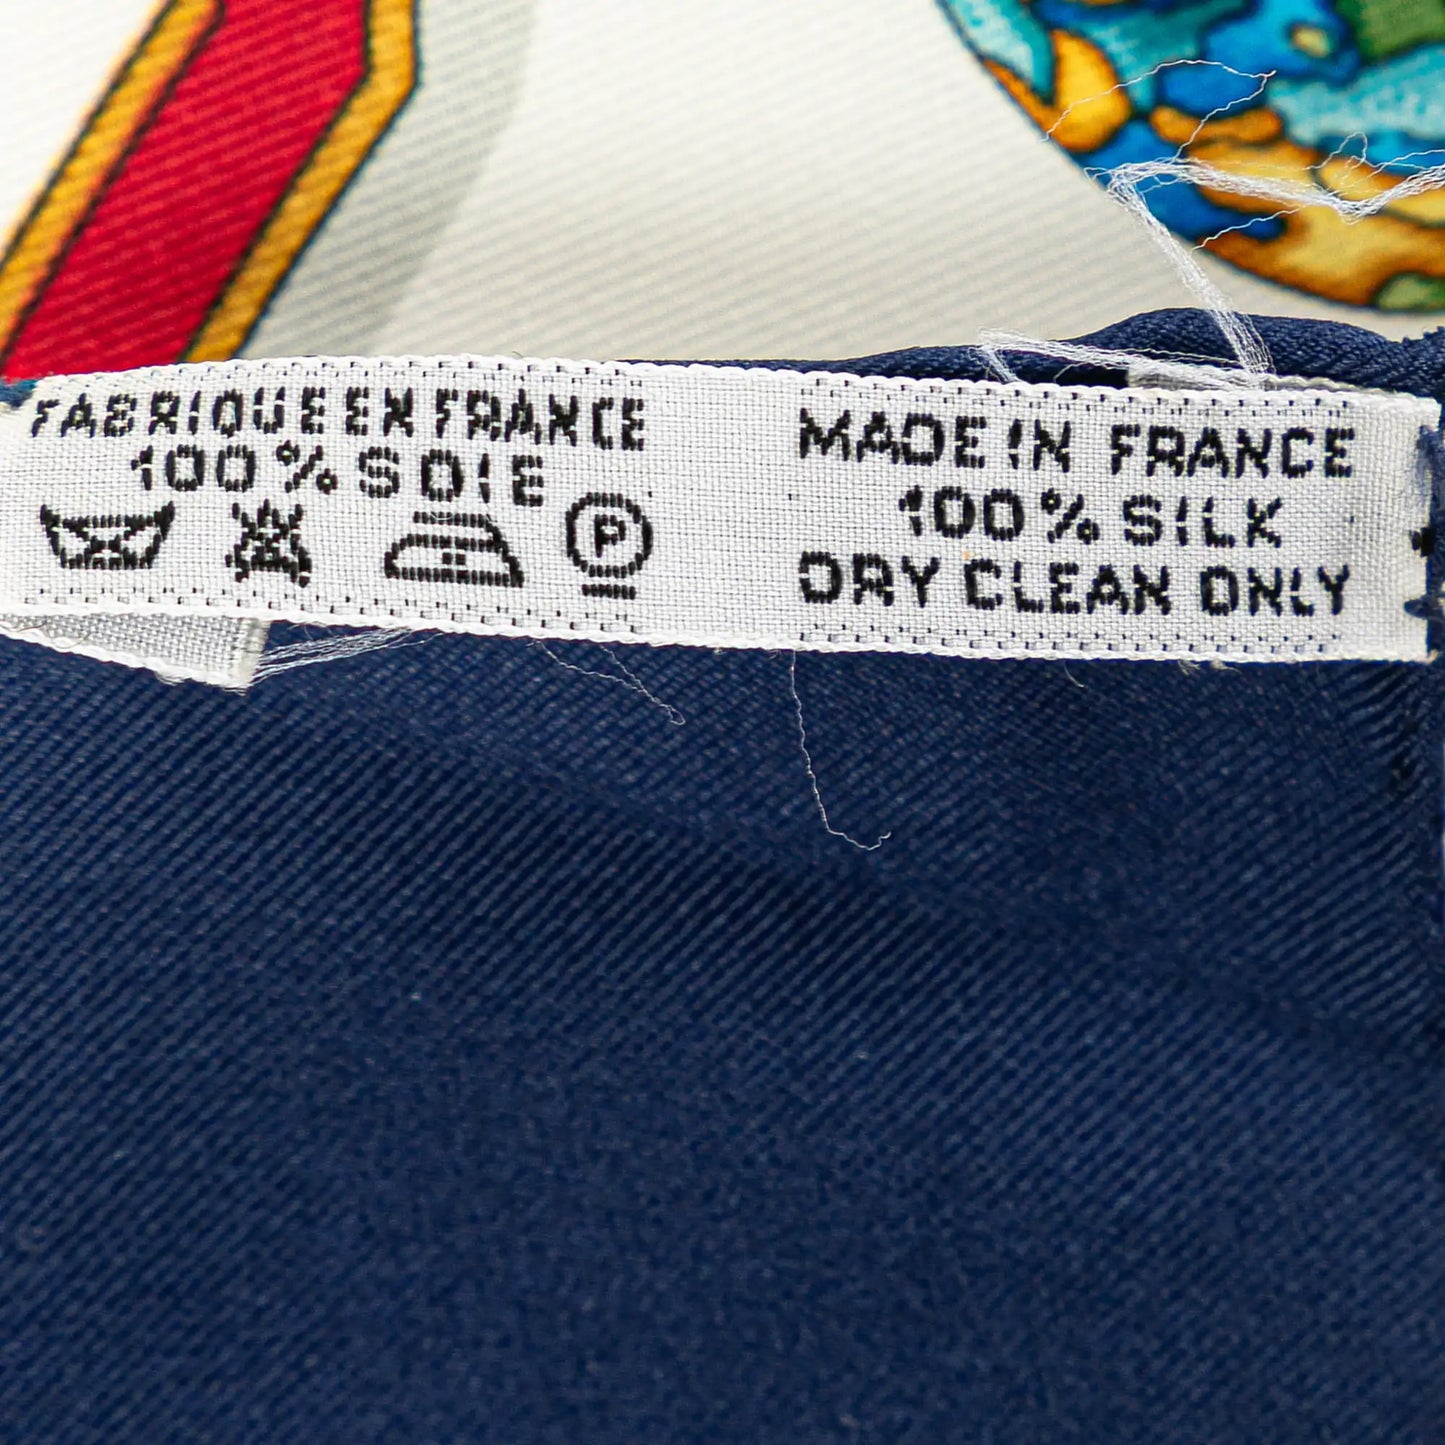 FABRIQUE EN FRANCE
100% SOIE
P
MADE IN FRANCE
100% SILK
DRY CLEAN ONLY